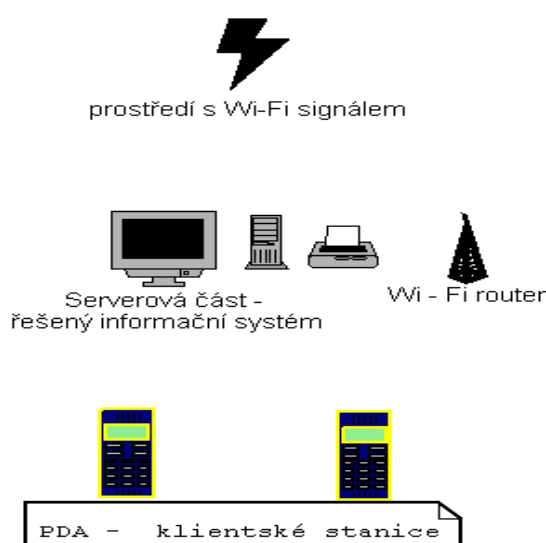 prostředí s Wi-Fi signálem
Serverová část -
řešený informační systém
Wi - Fi router
PDA - klientské stanice